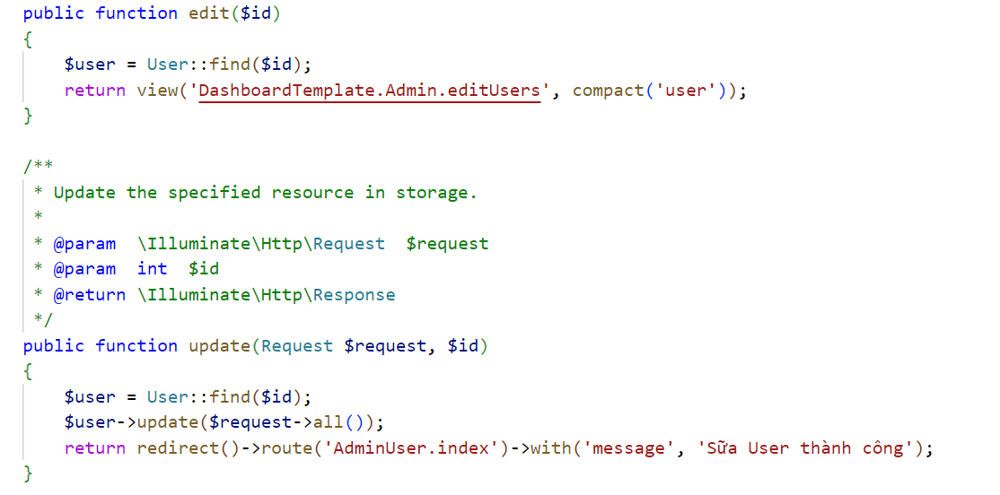 public function edit($id)
{
    $user = User::find($id);
    return view('DashboardTemplate.Admin.editUsers', compact('user'));
}
/**
 * Update the specified resource in storage.
 *
 * @param  \Illuminate\Http\Request  $request
 * @param  int  $id
 * @return \Illuminate\Http\Response
 */
public function update(Request $request, $id)
{
    $user = User::find($id);
    $user->update($request->all());
    return redirect()->route('AdminUser.index')->with('message', 'Sữa User thành công');
}